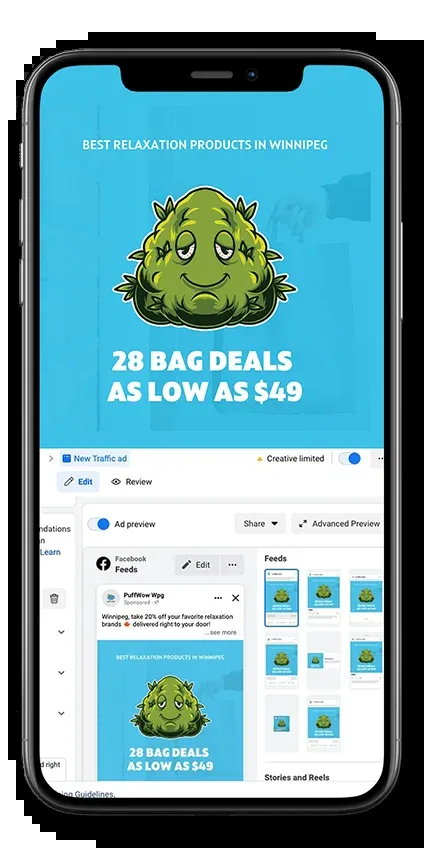 BEST RELAXATION PRODUCTS IN WINNIPEG
28 BAG DEALS
AS LOW AS $49
New Traffic ad
Creative limited
Edit
Review
ndations
n
Learn
Ad preview
Share
Advanced Preview
Facebook
Feeds
Edit
Feeds
PuffWow Wpg
Sponsored
Winnipeg, take 20% off your favorite relaxation
brands 🍁 delivered right to your door!
...see more
BEST RELAXATION PRODUCTS IN WINNIPEG
28 BAG DEALS
AS LOW AS $49
d right
Stories and Reels
ing Guidelines.